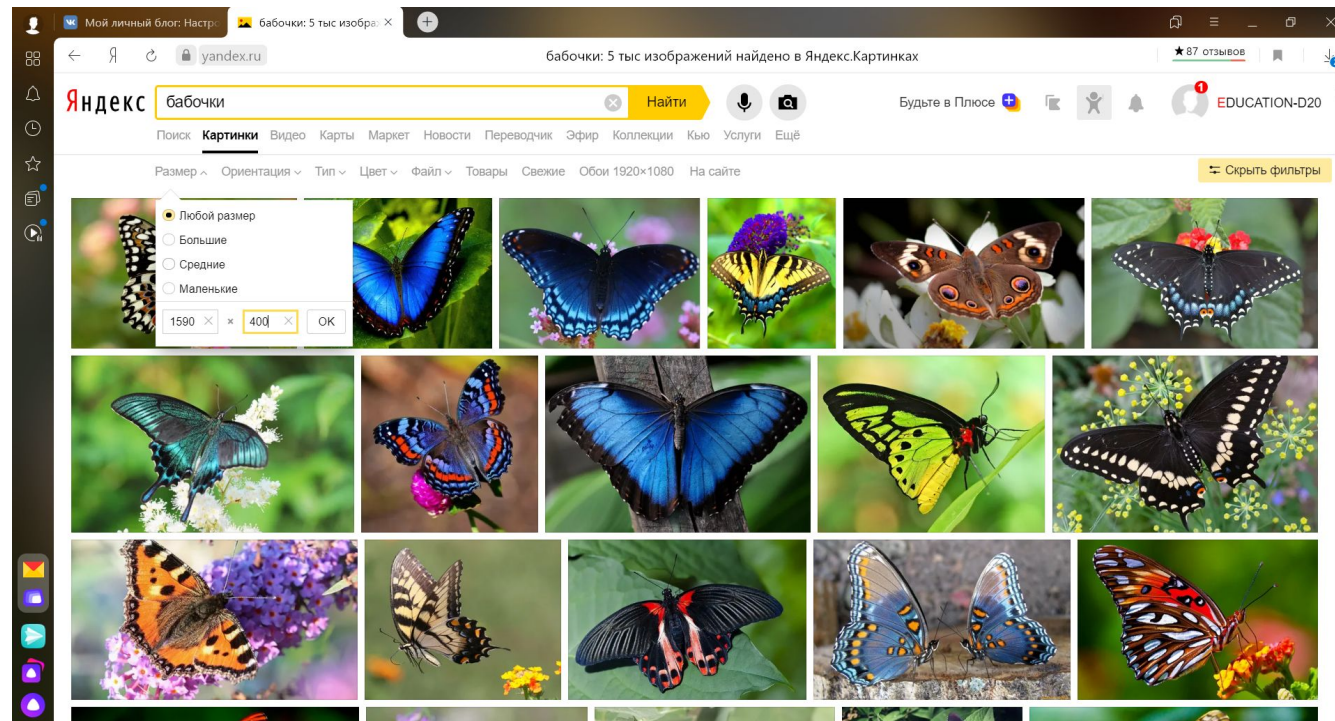 Мой личный блог: Настро
бабочки: 5 тыс изобра
yandex.ru
бабочки: 5 тыс изображений найдено в Яндекс.Картинках
★87 отзывов
Яндекс
бабочки
Найти
Будьте в Плюсе
1
EDUCATION-D20
Поиск Картинки Видео Карты Маркет Новости Переводчик Эфир Коллекции Кью Услуги Ещё
Размер Ориентация Тип Цвет Файл Товары Свежие Обои 1920×1080 На сайте
Скрыть фильтры
Любой размер
Большие
Средние
Маленькие
1590 × 400 OK